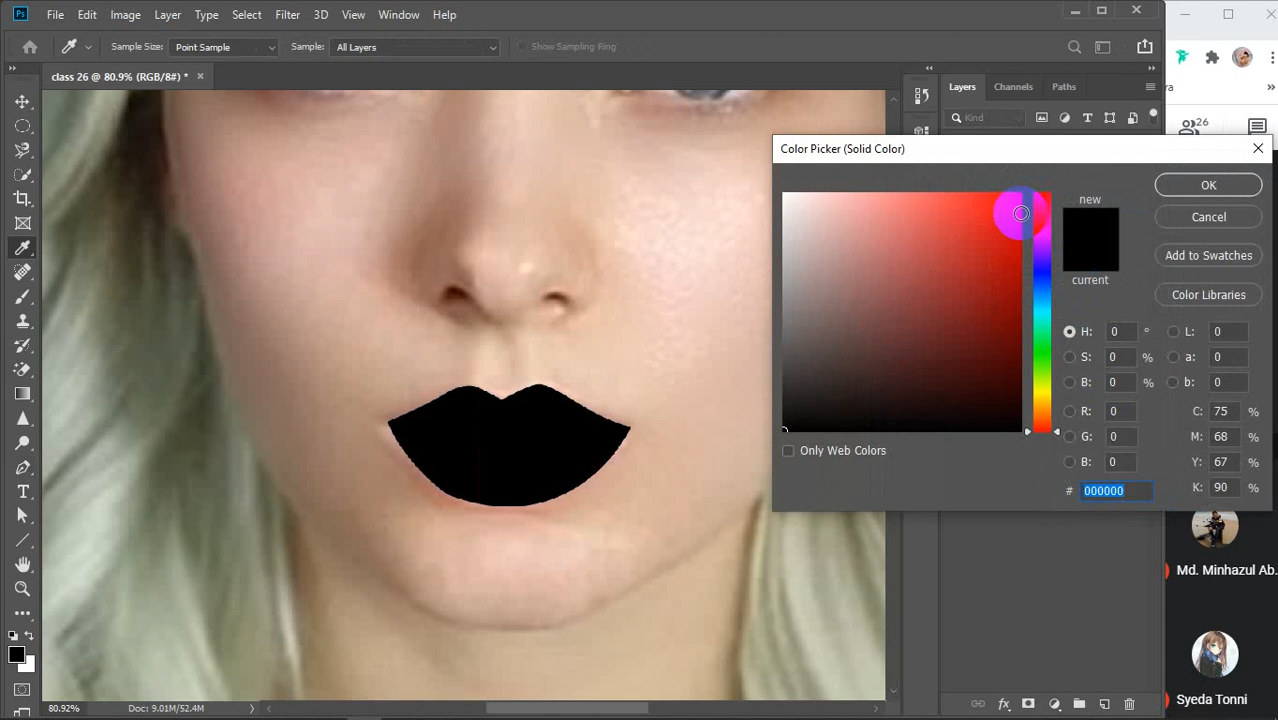 Ps File Edit Image Layer Type Select Filter 3D View Window Help
Sample Size: Point Sample Sample: All Layers Show Sampling Ring
class 26 @ 80.9% (RGB/8#) *
Layers Channels Paths
Kind
26
Color Picker (Solid Color)
new
OK
Cancel
Add to Swatches
current
Color Libraries
H: 0 ° L: 0
S: 0 % a: 0
B: 0 % b: 0
R: 0 C: 75 %
G: 0 M: 68 %
B: 0 Y: 67 %
Only Web Colors
# 000000 K: 90 %
Md. Minhazul Ab.
Syeda Tonni
80.92% Doc: 9.01M/52.4M